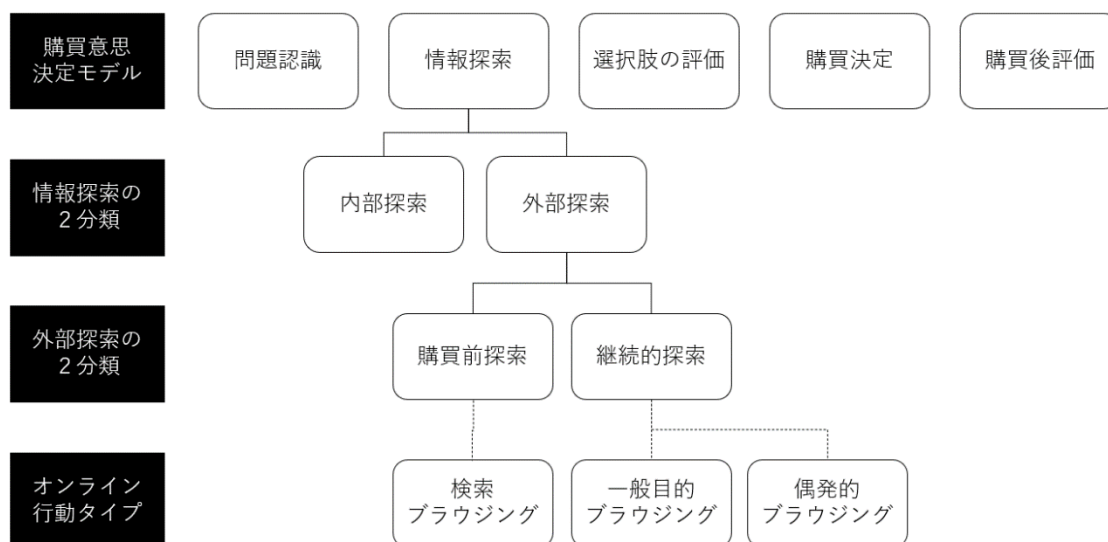 購買意思
決定モデル
問題認識
情報探索
選択肢の評価
購買決定
購買後評価
情報探索の
2分類
内部探索
外部探索
外部探索の
2分類
購買前探索
継続的探索
オンライン
行動タイプ
検索
ブラウジング
一般目的
ブラウジング
偶発的
ブラウジング